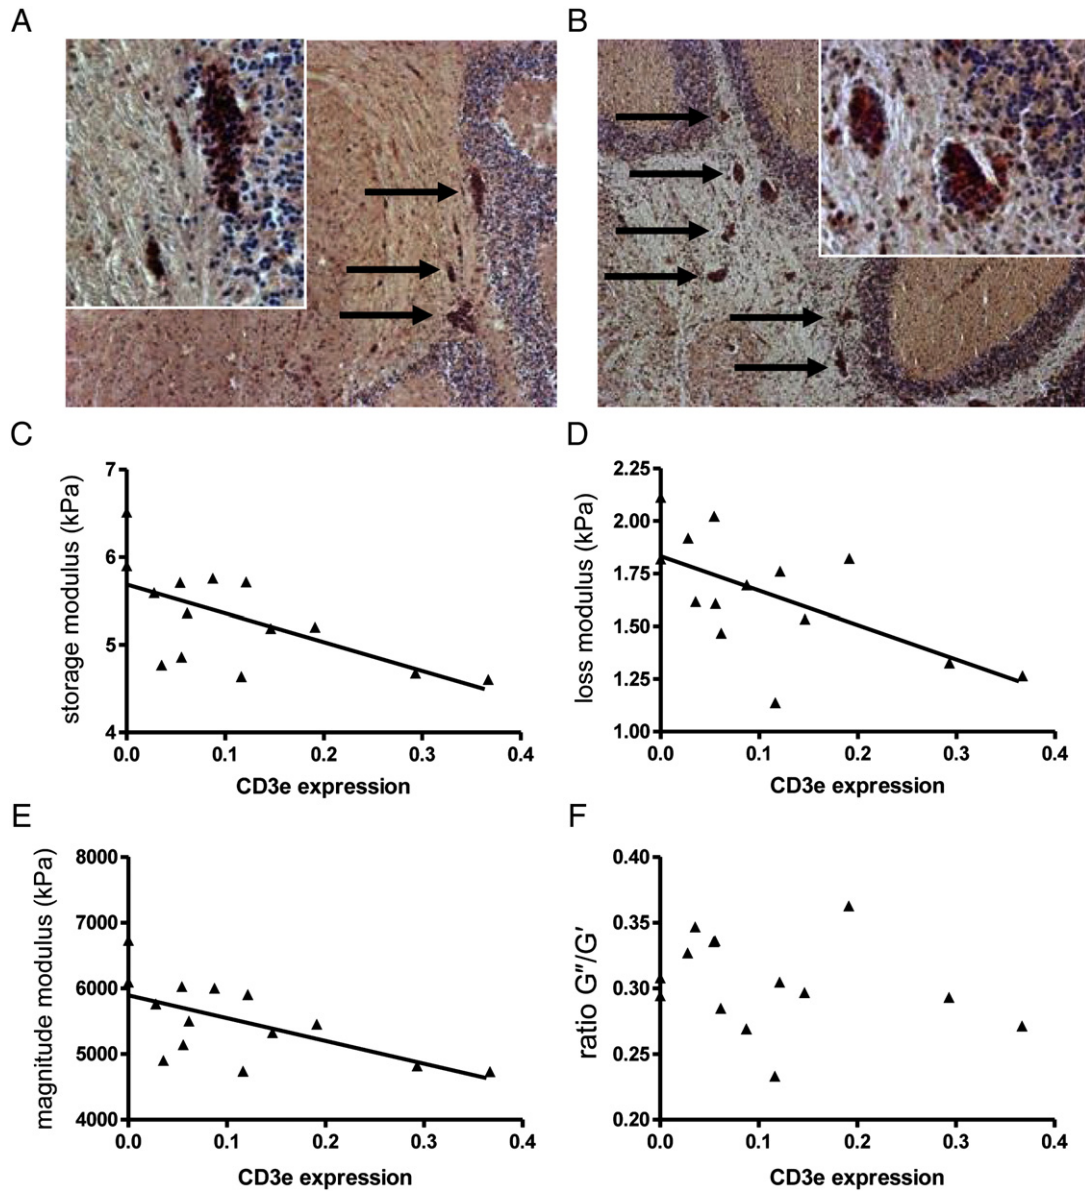 A
B
C
D
storage modulus (kPa)
7
6
5
4
0.0 0.1 0.2 0.3 0.4
CD3e expression
loss modulus (kPa)
2.25
2.00
1.75
1.50
1.25
1.00
0.0 0.1 0.2 0.3 0.4
CD3e expression
E
F
magnitude modulus (kPa)
8000
7000
6000
5000
4000
0.0 0.1 0.2 0.3 0.4
CD3e expression
ratio G″/G′
0.40
0.35
0.30
0.25
0.20
0.0 0.1 0.2 0.3 0.4
CD3e expression